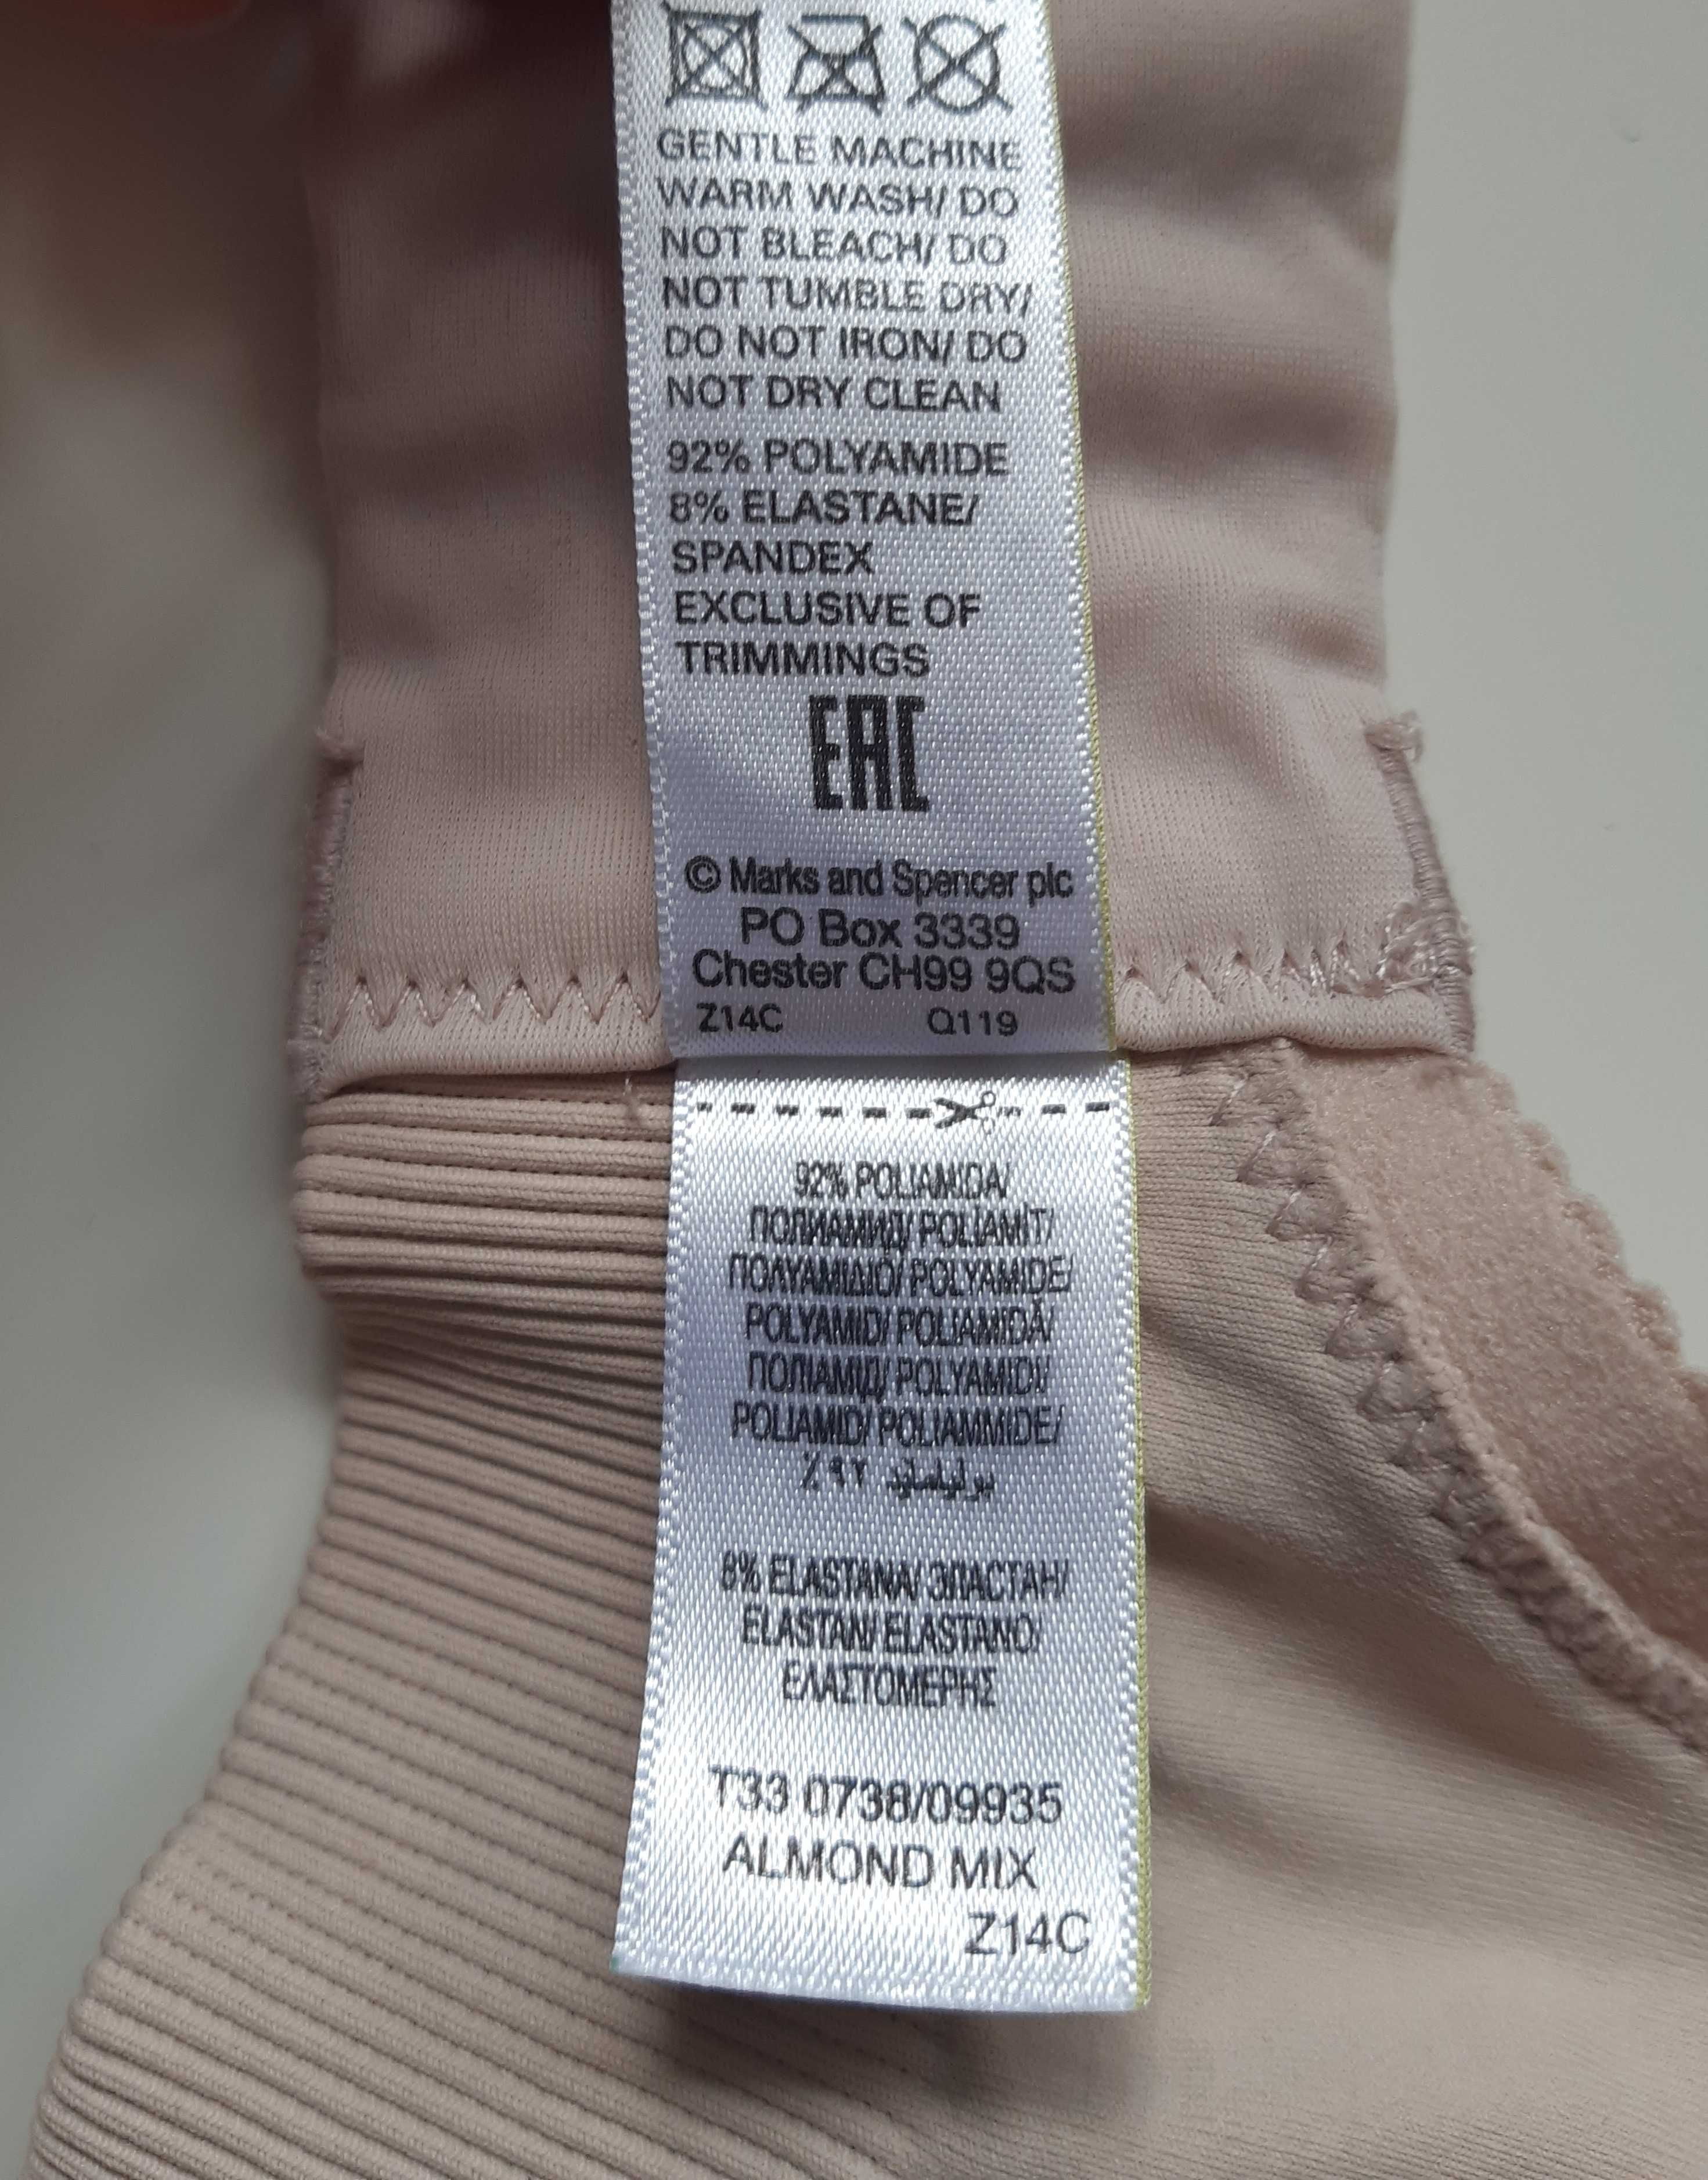 GENTLE MACHINE
WARM WASH/ DO
NOT BLEACH/ DO
NOT TUMBLE DRY/
DO NOT IRON/ DO
NOT DRY CLEAN
92% POLYAMIDE
8% ELASTANE/
SPANDEX
EXCLUSIVE OF
TRIMMINGS
EAC
© Marks and Spencer plc
PO Box 3339
Chester CH99 9QS
Z14C Q119
92% POLIAMIDA/
ПОЛИАМИД/ POLIAMIT/
ΠΟΛΥΑΜΙΔΙΟ/ POLYAMIDE/
POLYAMID/ POLIAMIDĂ/
ПОЛІАМІД/ POLYAMID/
POLIAMID/ POLIAMMIDE/
بولياميد ٩٢٪
8% ELASTANA/ ЭЛАСТАН/
ELASTAN/ ELASTANO/
ΕΛΑΣΤΟΜΕΡΗΣ
T33 0738/09935
ALMOND MIX
Z14C